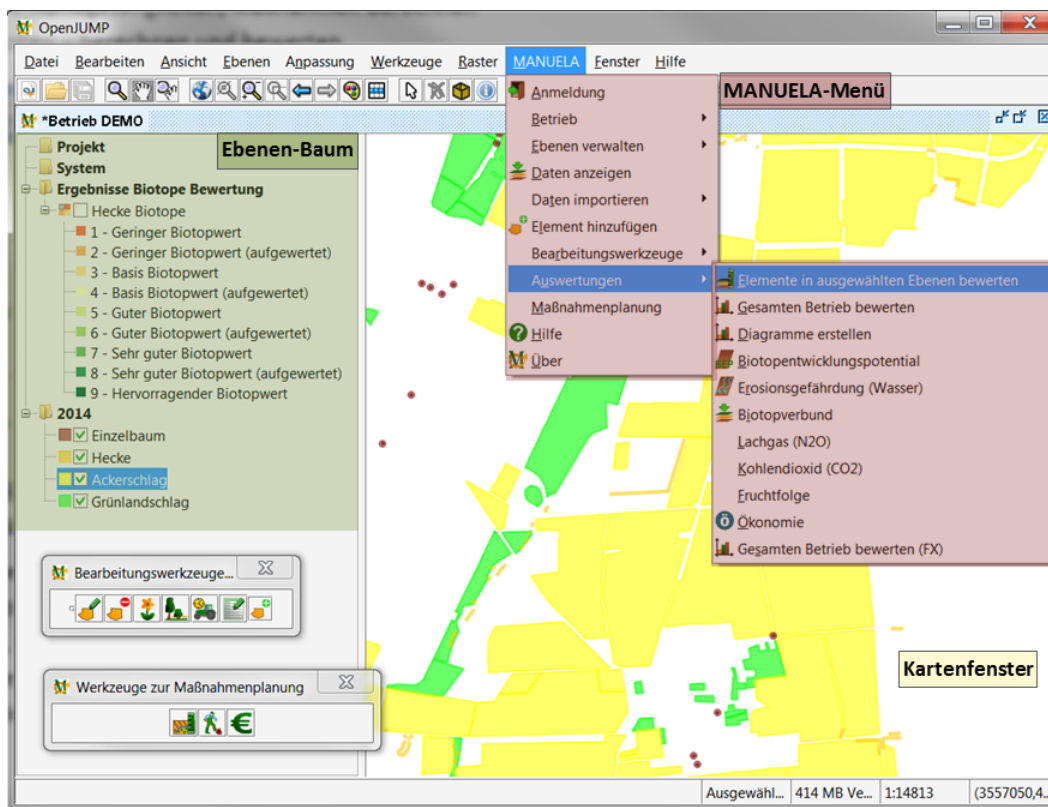 OpenJUMP
Datei Bearbeiten Ansicht Ebenen Anpassung Werkzeuge Raster MANUELA Fenster Hilfe
MANUELA-Menü
*Betrieb DEMO
Ebenen-Baum
Projekt
System
Ergebnisse Biotope Bewertung
Hecke Biotope
1 - Geringer Biotopwert
2 - Geringer Biotopwert (aufgewertet)
3 - Basis Biotopwert
4 - Basis Biotopwert (aufgewertet)
5 - Guter Biotopwert
6 - Guter Biotopwert (aufgewertet)
7 - Sehr guter Biotopwert
8 - Sehr guter Biotopwert (aufgewertet)
9 - Hervorragender Biotopwert
2014
Einzelbaum
Hecke
Ackerschlag
Grünlandschlag
Anmeldung
Betrieb
Ebenen verwalten
Daten anzeigen
Daten importieren
Element hinzufügen
Bearbeitungswerkzeuge
Auswertungen
Maßnahmenplanung
Hilfe
Über
Elemente in ausgewählten Ebenen bewerten
Gesamten Betrieb bewerten
Diagramme erstellen
BEP Biotopentwicklungspotential
Erosionsgefährdung (Wasser)
Biotopverbund
Lachgas (N2O)
Kohlendioxid (CO2)
Fruchtfolge
Ö Ökonomie
Gesamten Betrieb bewerten (FX)
Bearbeitungswerkzeuge...
Werkzeuge zur Maßnahmenplanung
Kartenfenster
Ausgewähl... 414 MB Ve... 1:14813 (3557050,4..